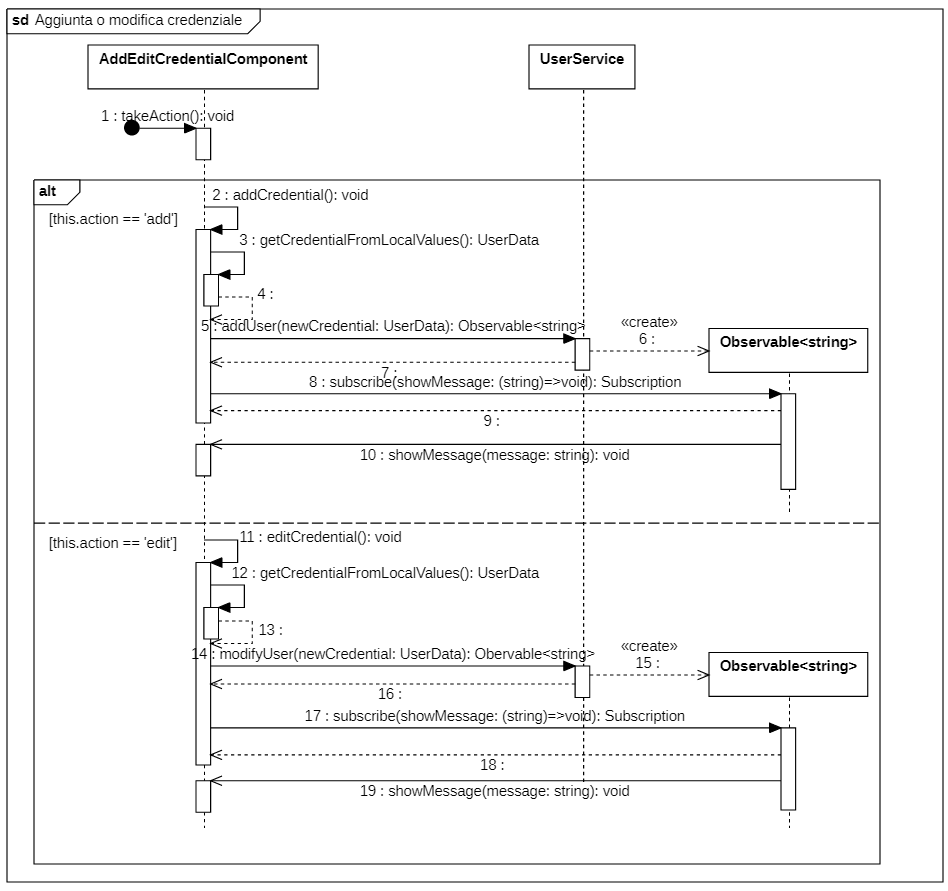 sd Aggiunta o modifica credenziale
AddEditCredentialComponent
UserService
1 : takeAction(): void
alt
2 : addCredential(): void
[this.action == 'add']
3 : getCredentialFromLocalValues(): UserData
4 :
5 : addUser(newCredential: UserData): Observable<string>
«create»
6 :
Observable<string>
7 :
8 : subscribe(showMessage: (string)=>void): Subscription
9 :
10 : showMessage(message: string): void
11 : editCredential(): void
[this.action == 'edit']
12 : getCredentialFromLocalValues(): UserData
13 :
14 : modifyUser(newCredential: UserData): Obervable<string>
«create»
15 :
Observable<string>
16 :
17 : subscribe(showMessage: (string)=>void): Subscription
18 :
19 : showMessage(message: string): void